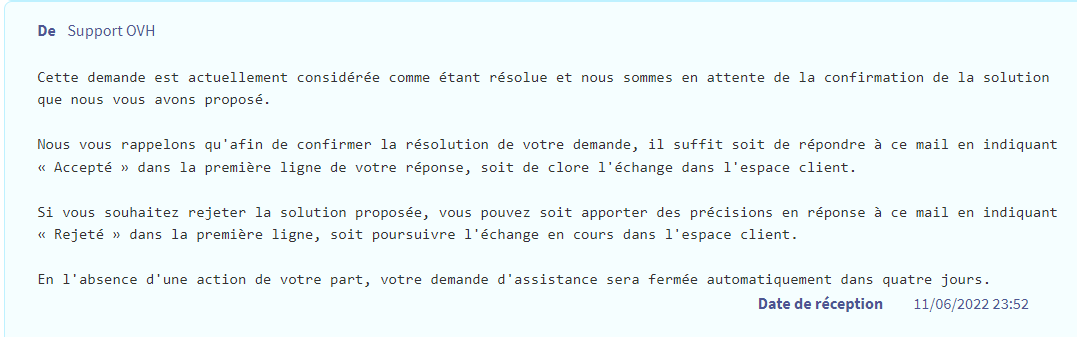 De Support OVH
Cette demande est actuellement considérée comme étant résolue et nous sommes en attente de la confirmation de la solution
que nous vous avons proposé.
Nous vous rappelons qu'afin de confirmer la résolution de votre demande, il suffit soit de répondre à ce mail en indiquant
« Accepté » dans la première ligne de votre réponse, soit de clore l'échange dans l'espace client.
Si vous souhaitez rejeter la solution proposée, vous pouvez soit apporter des précisions en réponse à ce mail en indiquant
« Rejeté » dans la première ligne, soit poursuivre l'échange en cours dans l'espace client.
En l'absence d'une action de votre part, votre demande d'assistance sera fermée automatiquement dans quatre jours.
Date de réception 11/06/2022 23:52